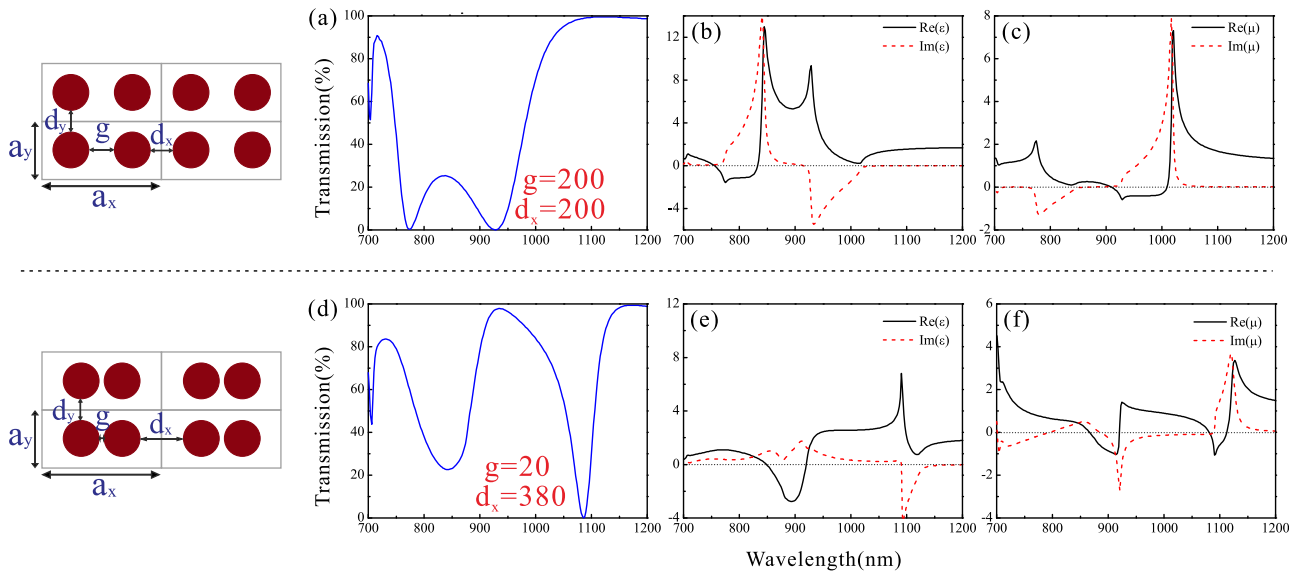 (a)
100
80
60
40
20
0
Transmission(%)
g=200
dₓ=200
700 800 900 1000 1100 1200
(b)
Re(ε)
Im(ε)
12
8
4
0
-4
700 800 900 1000 1100 1200
(c)
Re(μ)
Im(μ)
8
6
4
2
0
-2
700 800 900 1000 1100 1200
dy
g
dₓ
ay
aₓ
(d)
100
80
60
40
20
0
Transmission(%)
g=20
dₓ=380
700 800 900 1000 1100 1200
(e)
Re(ε)
Im(ε)
12
8
4
0
-4
700 800 900 1000 1100 1200
(f)
Re(μ)
Im(μ)
6
4
2
0
-2
-4
700 800 900 1000 1100 1200
dy
g
dₓ
ay
aₓ
Wavelength(nm)